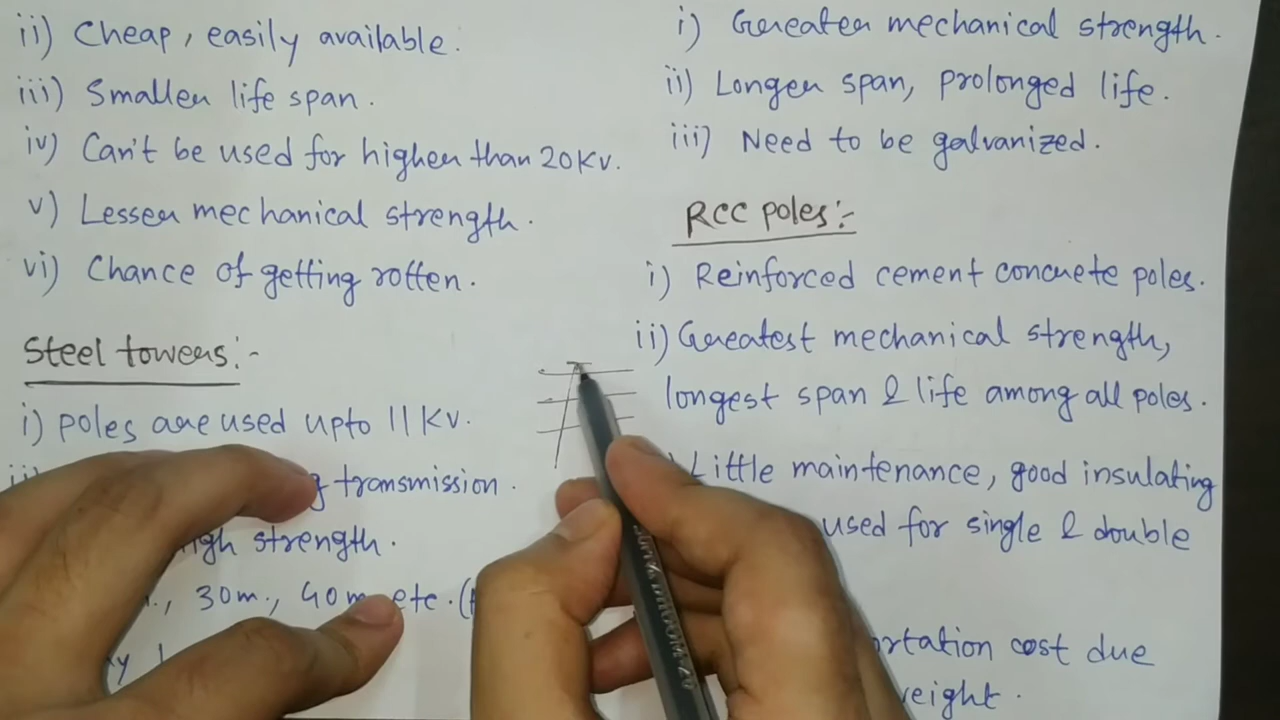 ii) Cheap, easily available.
iii) Smaller life span.
iv) Can't be used for higher than 20KV.
v) Lesser mechanical strength.
vi) Chance of getting rotten.
Steel towers:-
i) Poles are used upto 11KV.
transmission.
strength.
30m., 40m etc.
i) Greater mechanical strength.
ii) Longer span, prolonged life.
iii) Need to be galvanized.
RCC poles:-
i) Reinforced cement concrete poles.
ii) Greatest mechanical strength,
longest span & life among all poles.
Little maintenance, good insulating
used for single & double
cost due